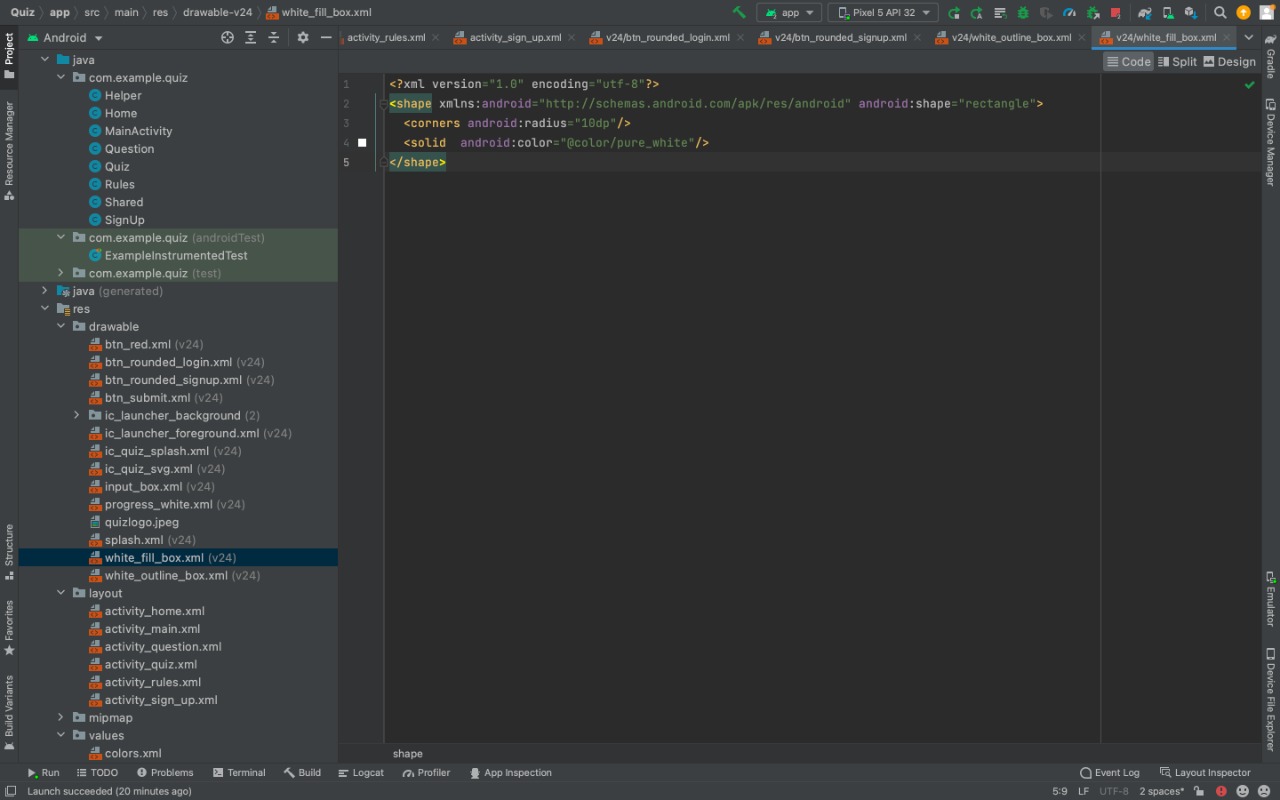 Quiz app src main res drawable-v24 white_fill_box.xml
app Pixel 5 API 32
Android
activity_rules.xml activity_sign_up.xml v24/btn_rounded_login.xml v24/btn_rounded_signup.xml v24/white_outline_box.xml v24/white_fill_box.xml
Code Split Design
Project
Resource Manager
Structure
Favorites
Build Variants
java
com.example.quiz
Helper
Home
MainActivity
Question
Quiz
Rules
Shared
SignUp
com.example.quiz (androidTest)
ExampleInstrumentedTest
com.example.quiz (test)
java (generated)
res
drawable
btn_red.xml (v24)
btn_rounded_login.xml (v24)
btn_rounded_signup.xml (v24)
btn_submit.xml (v24)
ic_launcher_background (2)
ic_launcher_foreground.xml (v24)
ic_quiz_splash.xml (v24)
ic_quiz_svg.xml (v24)
input_box.xml (v24)
progress_white.xml (v24)
quizlogo.jpeg
splash.xml (v24)
white_fill_box.xml (v24)
white_outline_box.xml (v24)
layout
activity_home.xml
activity_main.xml
activity_question.xml
activity_quiz.xml
activity_rules.xml
activity_sign_up.xml
mipmap
values
colors.xml
1 <?xml version="1.0" encoding="utf-8"?>
2 <shape xmlns:android="http://schemas.android.com/apk/res/android" android:shape="rectangle">
3 <corners android:radius="10dp"/>
4 <solid  android:color="@color/pure_white"/>
5 </shape>
shape
Gradle
Device Manager
Emulator
Device File Explorer
Run TODO Problems Terminal Build Logcat Profiler App Inspection Event Log Layout Inspector
Launch succeeded (20 minutes ago) 5:9 LF UTF-8 2 spaces*